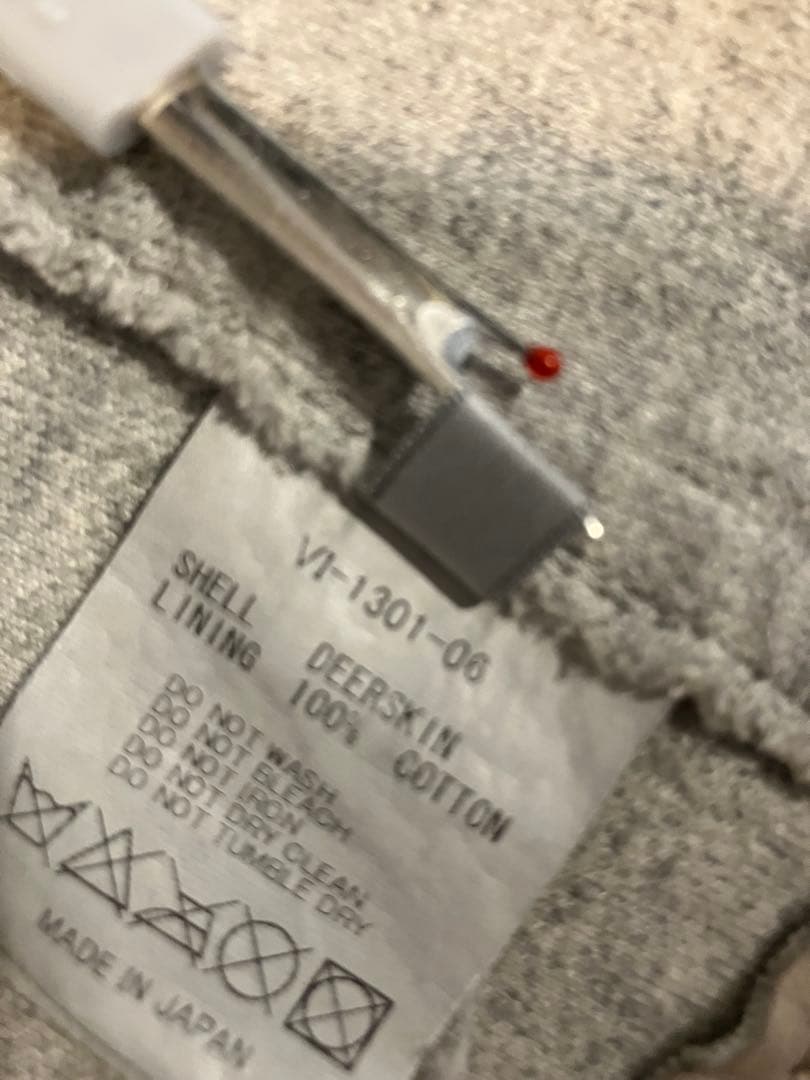 VI-1301-06
SHELL DEERSKIN
LINING 100% COTTON
DO NOT WASH
DO NOT BLEACH
DO NOT IRON
DO NOT DRY CLEAN
DO NOT TUMBLE DRY
MADE IN JAPAN